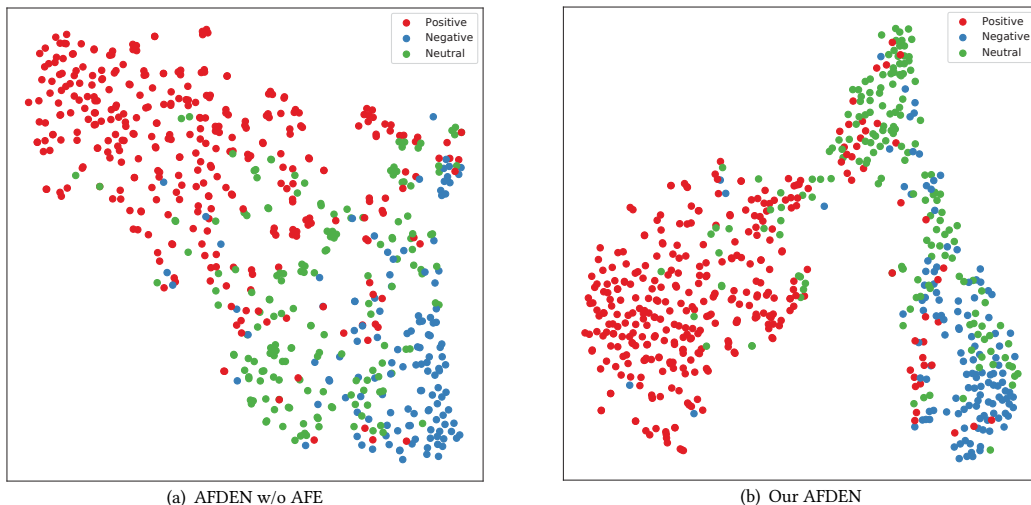 Positive
Negative
Neutral
Positive
Negative
Neutral
(a) AFDEN w/o AFE
(b) Our AFDEN